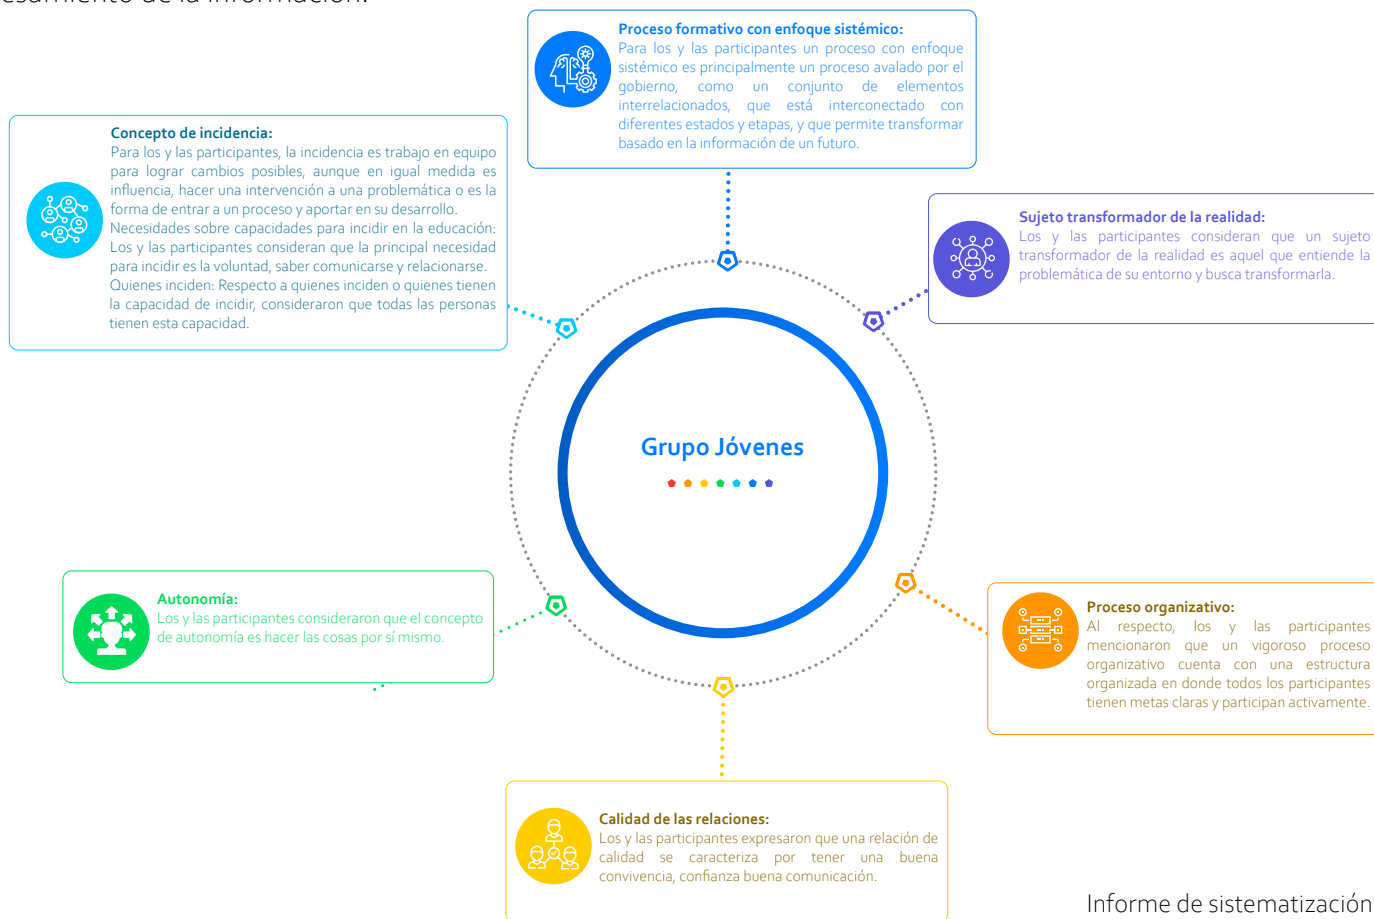 Proceso formativo con enfoque sistémico:
Para los y las participantes un proceso con enfoque
sistémico es principalmente un proceso avalado por el
gobierno, como un conjunto de elementos
interrelacionados, que está interconectado con
diferentes estados y etapas, y que permite transformar
basado en la información de un futuro.
Concepto de incidencia:
Para los y las participantes, la incidencia es trabajo en equipo
para lograr cambios posibles, aunque en igual medida es
influencia, hacer una intervención a una problemática o es la
forma de entrar a un proceso y aportar en su desarrollo.
Necesidades sobre capacidades para incidir en la educación:
Los y las participantes consideran que la principal necesidad
para incidir es la voluntad, saber comunicarse y relacionarse.
Quienes inciden: Respecto a quienes inciden o quienes tienen
la capacidad de incidir, consideraron que todas las personas
tienen esta capacidad.
Sujeto transformador de la realidad:
Los y las participantes consideran que un sujeto
transformador de la realidad es aquel que entiende la
problemática de su entorno y busca transformarla.
Grupo Jóvenes
Autonomía:
Los y las participantes consideraron que el concepto
de autonomía es hacer las cosas por sí mismo.
Proceso organizativo:
Al respecto, los y las participantes
mencionaron que un vigoroso proceso
organizativo cuenta con una estructura
organizada en donde todos los participantes
tienen metas claras y participan activamente.
Calidad de las relaciones:
Los y las participantes expresaron que una relación de
calidad se caracteriza por tener una buena
convivencia, confianza buena comunicación.
Informe de sistematización